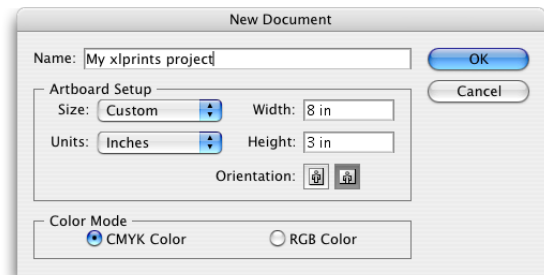 New Document
Name: My xlprints project
OK
Cancel
Artboard Setup
Size: Custom Width: 8 in
Units: Inches Height: 3 in
Orientation:
Color Mode
CMYK Color RGB Color